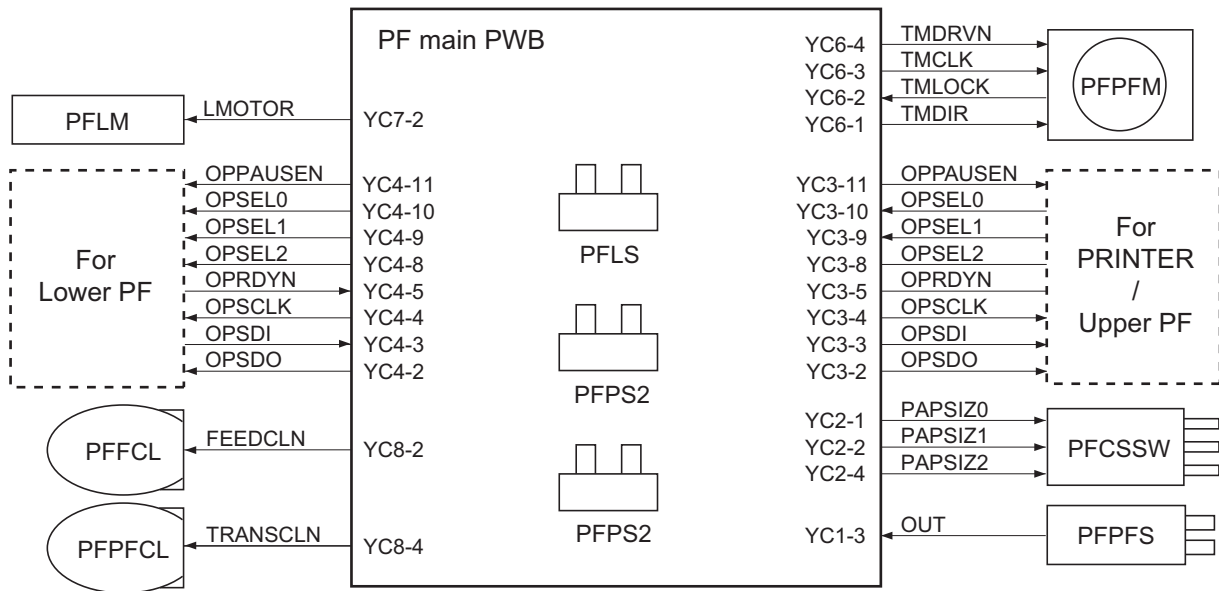 PF main PWB
PFLM
LMOTOR
YC7-2
For
Lower PF
OPPAUSEN
YC4-11
OPSEL0
YC4-10
OPSEL1
YC4-9
OPSEL2
YC4-8
OPRDYN
YC4-5
OPSCLK
YC4-4
OPSDI
YC4-3
OPSDO
YC4-2
PFFCL
FEEDCLN
YC8-2
PFPFCL
TRANSCLN
YC8-4
PFLS
PFPS2
PFPS2
YC6-4
TMDRVN
YC6-3
TMCLK
YC6-2
TMLOCK
YC6-1
TMDIR
PFPFM
YC3-11
OPPAUSEN
YC3-10
OPSEL0
YC3-9
OPSEL1
YC3-8
OPSEL2
YC3-5
OPRDYN
YC3-4
OPSCLK
YC3-3
OPSDI
YC3-2
OPSDO
For
PRINTER
/
Upper PF
YC2-1
PAPSIZ0
YC2-2
PAPSIZ1
YC2-4
PAPSIZ2
PFCSSW
YC1-3
OUT
PFPFS